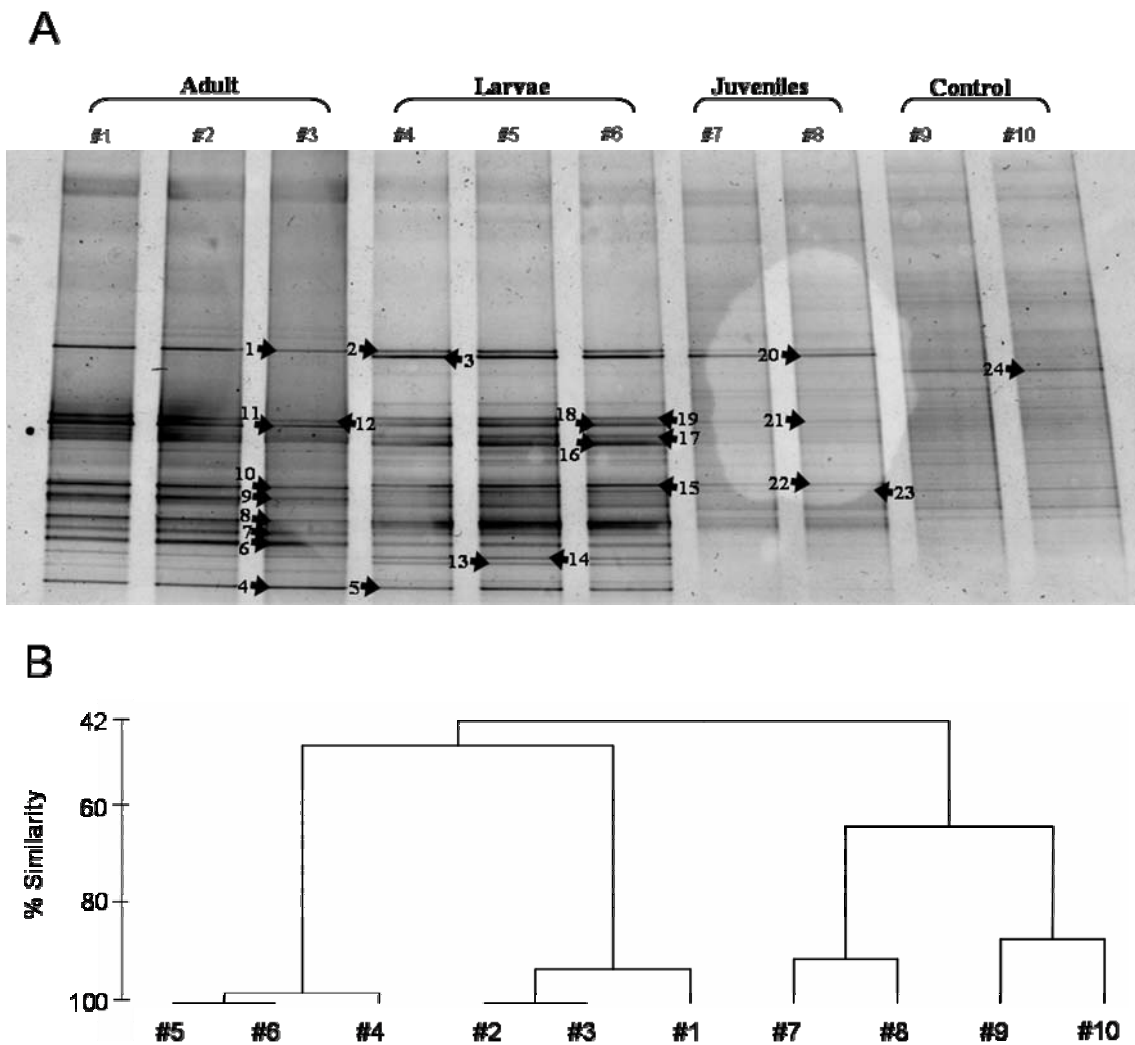 A
Adult Larvae Juveniles Control
#1 #2 #3 #4 #5 #6 #7 #8 #9 #10
1 2 3 20 24
11 12 18 19 21
16 17
10 15 22 23
9
8
7
6 13 14
4 5
B
% Similarity
42
60
80
100
#5 #6 #4 #2 #3 #1 #7 #8 #9 #10